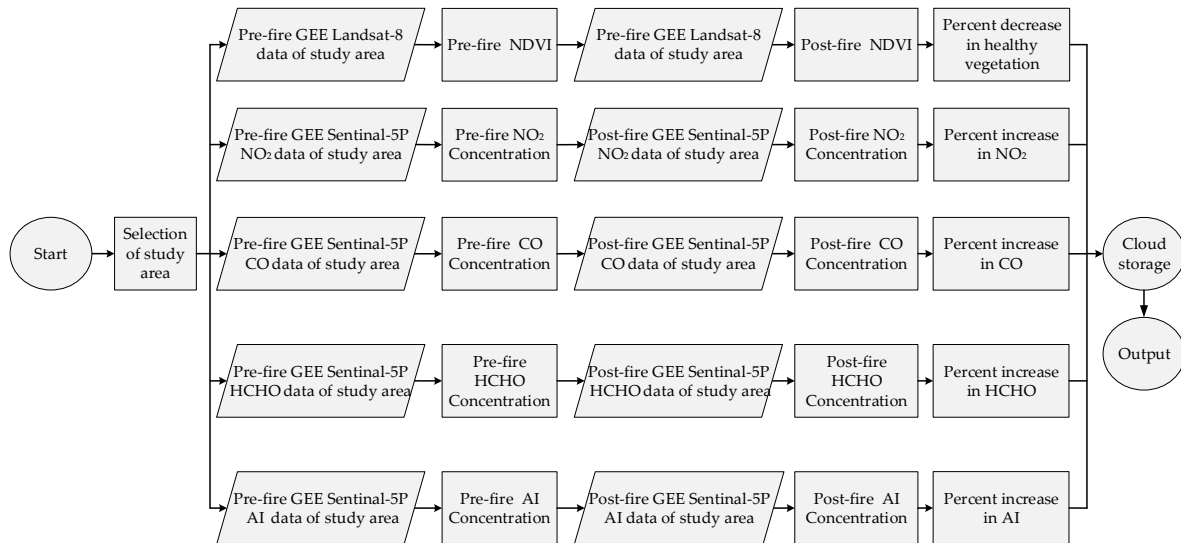 Start
Selection
of study
area
Pre-fire GEE Landsat-8
data of study area
Pre-fire NDVI
Pre-fire GEE Landsat-8
data of study area
Post-fire NDVI
Percent decrease
in healthy
vegetation
Pre-fire GEE Sentinal-5P
NO₂ data of study area
Pre-fire NO₂
Concentration
Post-fire GEE Sentinal-5P
NO₂ data of study area
Post-fire NO₂
Concentration
Percent increase
in NO₂
Pre-fire GEE Sentinal-5P
CO data of study area
Pre-fire CO
Concentration
Post-fire GEE Sentinal-5P
CO data of study area
Post-fire CO
Concentration
Percent increase
in CO
Pre-fire GEE Sentinal-5P
HCHO data of study area
Pre-fire
HCHO
Concentration
Post-fire GEE Sentinal-5P
HCHO data of study area
Post-fire
HCHO
Concentration
Percent increase
in HCHO
Pre-fire GEE Sentinal-5P
AI data of study area
Pre-fire AI
Concentration
Post-fire GEE Sentinal-5P
AI data of study area
Post-fire AI
Concentration
Percent increase
in AI
Cloud
storage
Output